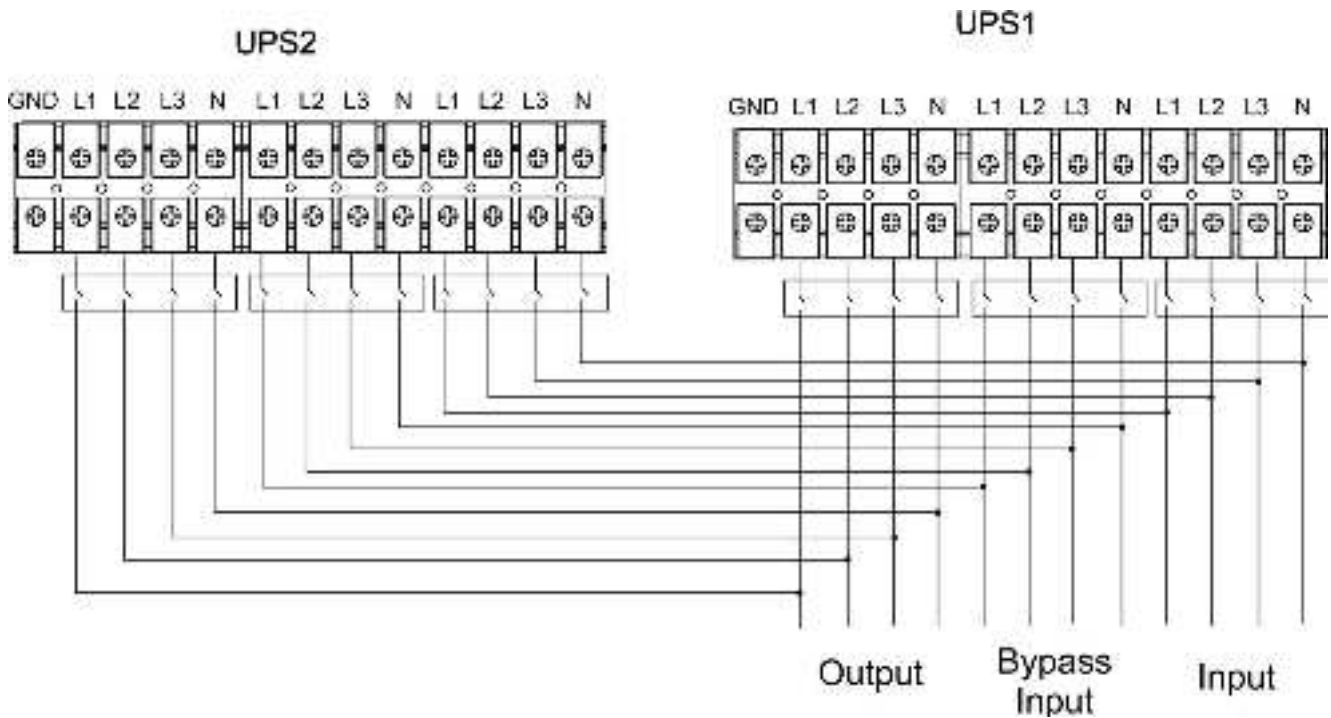 UPS2
UPS1
GND L1 L2 L3 N L1 L2 L3 N L1 L2 L3 N
GND L1 L2 L3 N L1 L2 L3 N L1 L2 L3 N
Output
Bypass
Input
Input